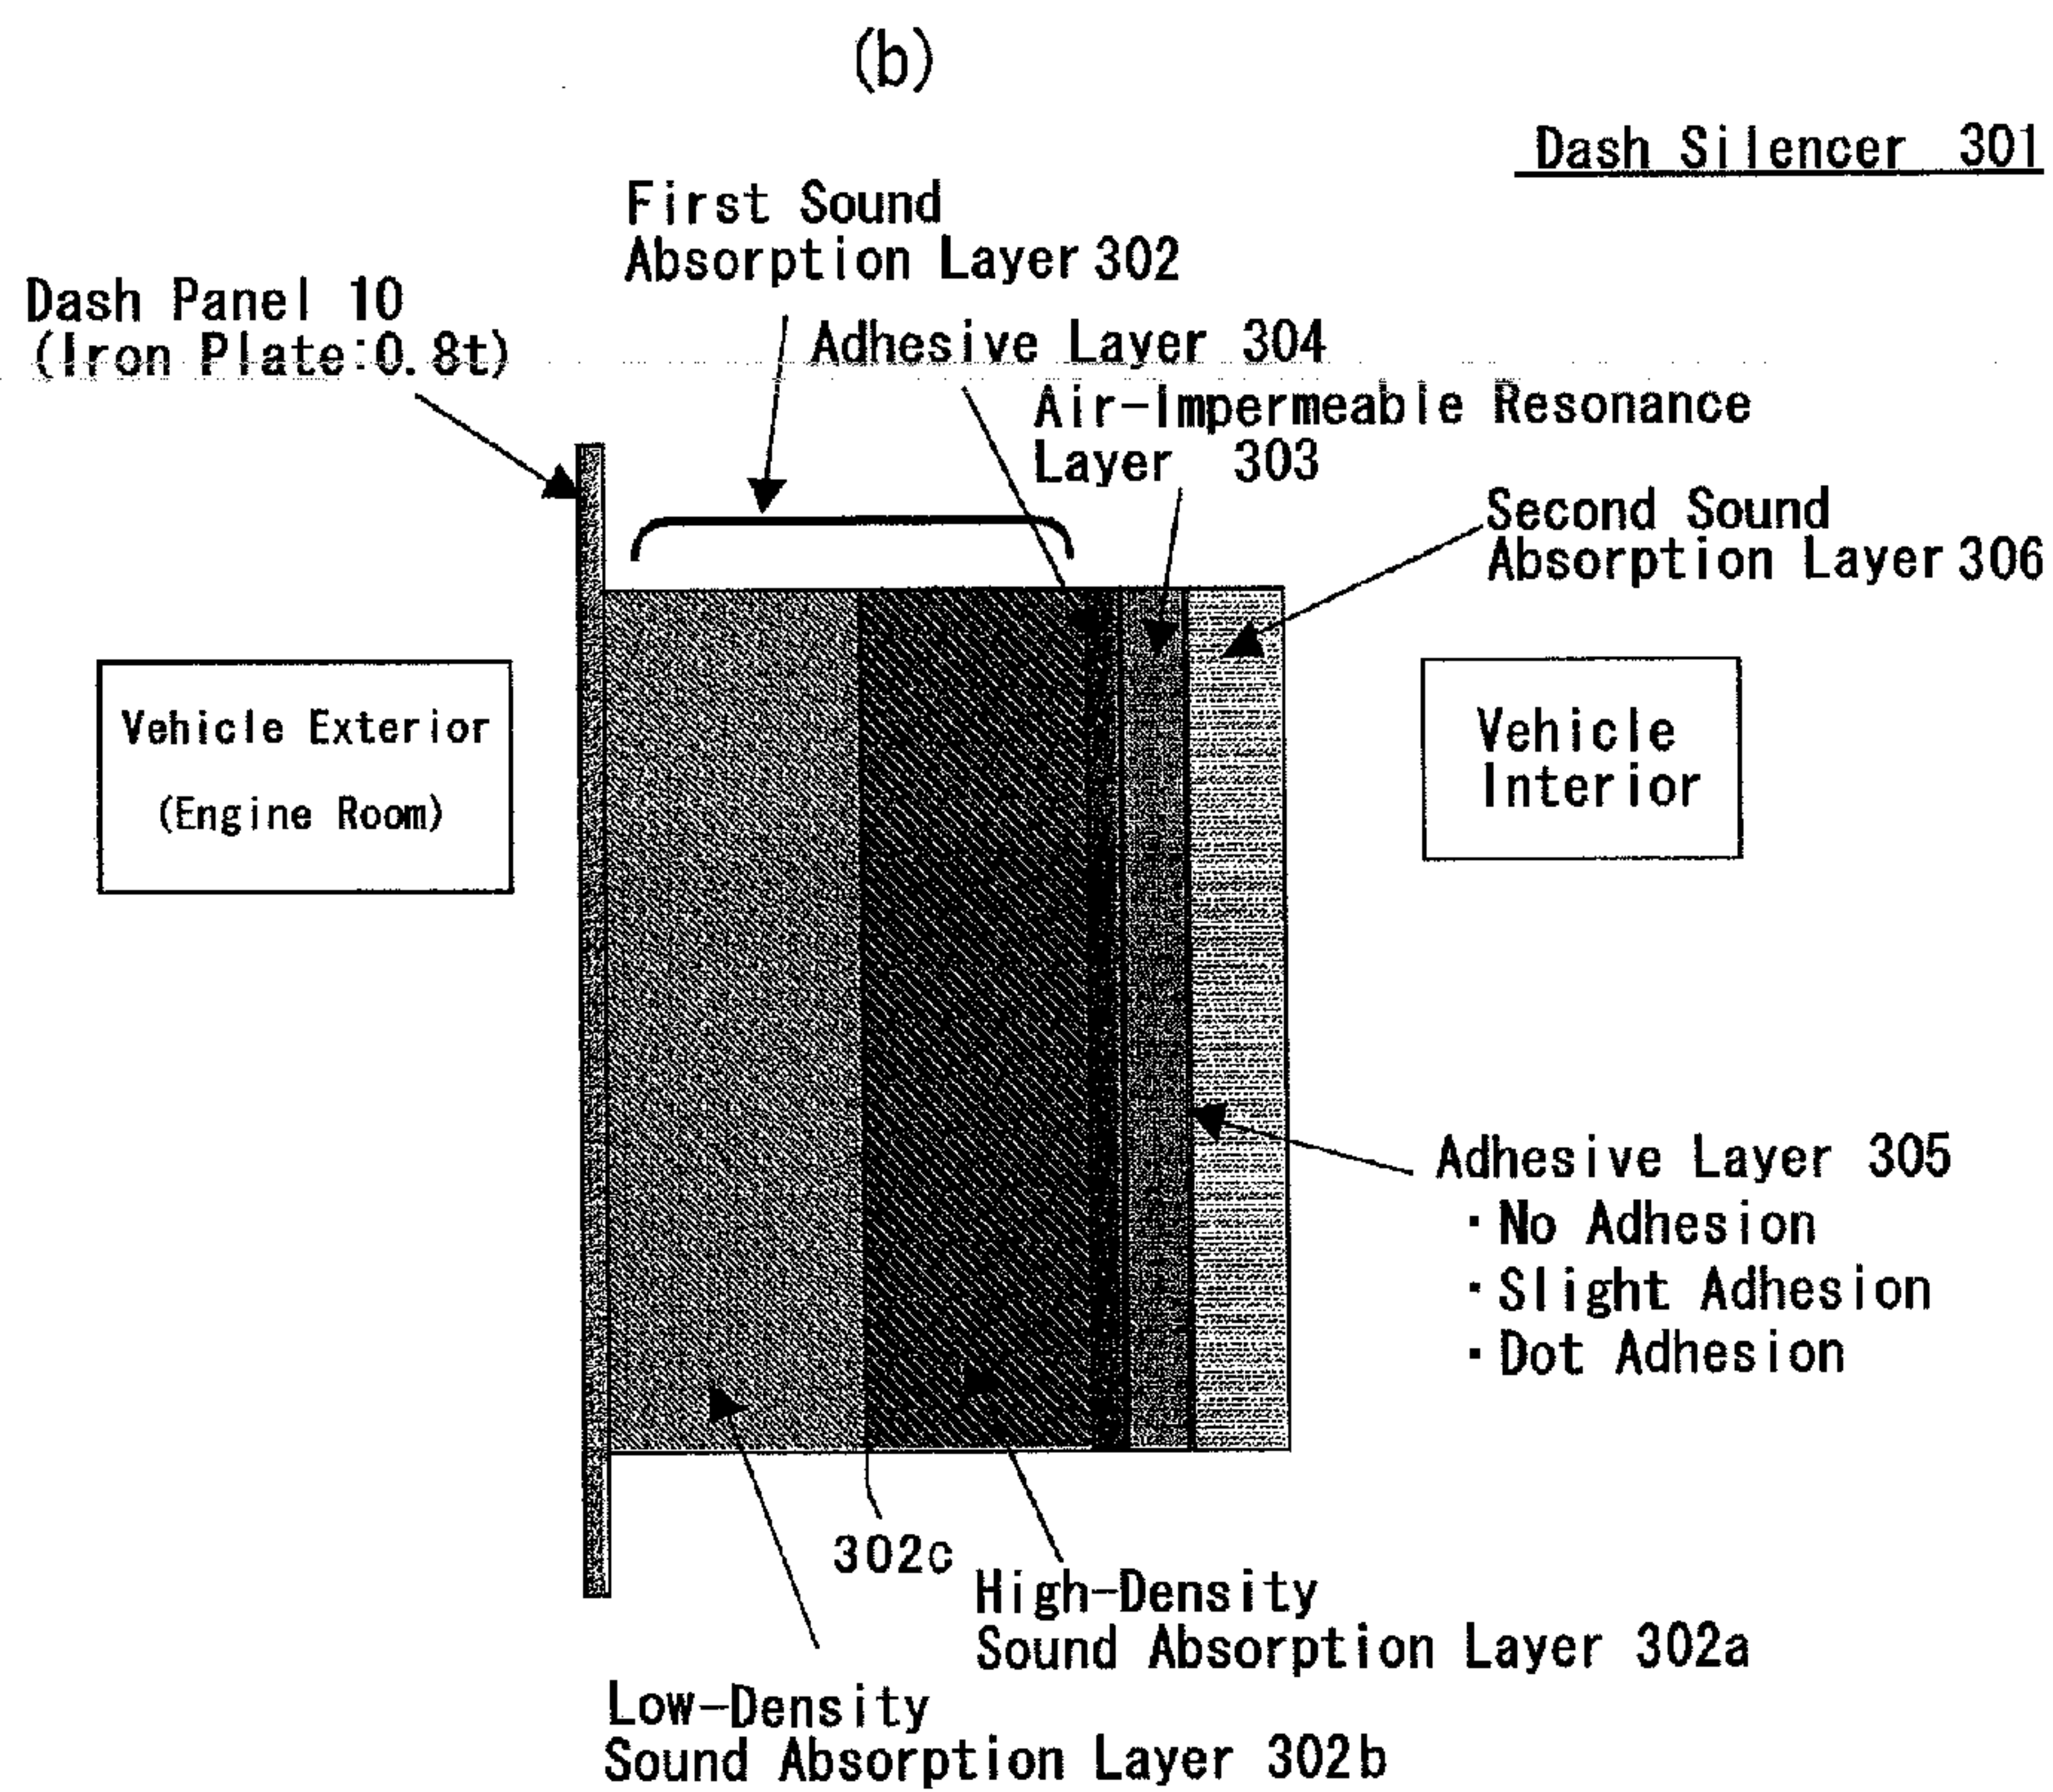 (b)
Dash Silencer 301
First Sound
Absorption Layer 302
Dash Panel 10
(Iron Plate:0.8t)
Adhesive Layer 304
Air-Impermeable Resonance
Layer 303
Second Sound
Absorption Layer 306
Vehicle Exterior
(Engine Room)
Vehicle
Interior
Adhesive Layer 305
・No Adhesion
・Slight Adhesion
・Dot Adhesion
302c
High-Density
Sound Absorption Layer 302a
Low-Density
Sound Absorption Layer 302b